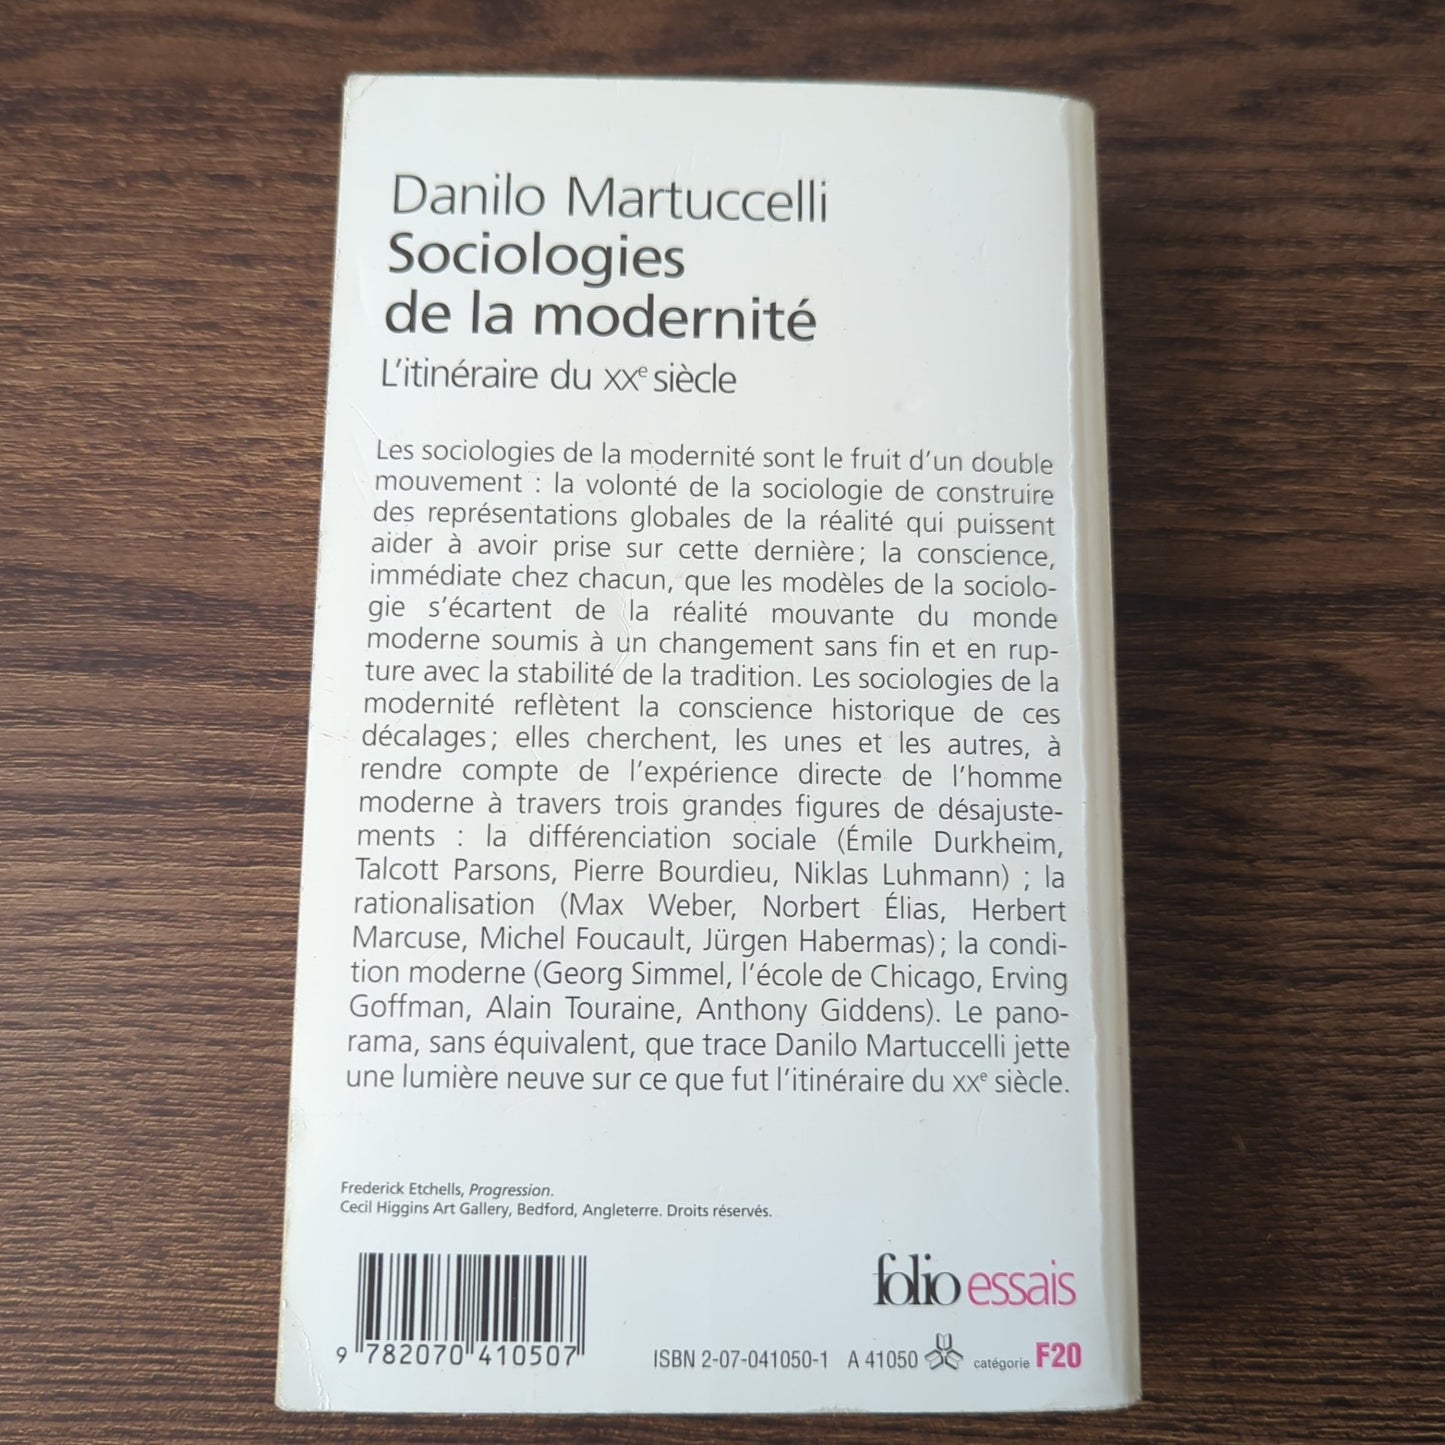 Danilo Martuccelli
Sociologies
de la modernité
L'itinéraire du XXe siècle
Les sociologies de la modernité sont le fruit d'un double
mouvement : la volonté de la sociologie de construire
des représentations globales de la réalité qui puissent
aider à avoir prise sur cette dernière ; la conscience,
immédiate chez chacun, que les modèles de la sociolo-
gie s'écartent de la réalité mouvante du monde
moderne soumis à un changement sans fin et en rup-
ture avec la stabilité de la tradition. Les sociologies de la
modernité reflètent la conscience historique de ces
décalages ; elles cherchent, les unes et les autres, à
rendre compte de l'expérience directe de l'homme
moderne à travers trois grandes figures de désajuste-
ments : la différenciation sociale (Émile Durkheim,
Talcott Parsons, Pierre Bourdieu, Niklas Luhmann) ; la
rationalisation (Max Weber, Norbert Élias, Herbert
Marcuse, Michel Foucault, Jürgen Habermas) ; la condi-
tion moderne (Georg Simmel, l'école de Chicago, Erving
Goffman, Alain Touraine, Anthony Giddens). Le pano-
rama, sans équivalent, que trace Danilo Martuccelli jette
une lumière neuve sur ce que fut l'itinéraire du XXe siècle.
Frederick Etchells, Progression.
Cecil Higgins Art Gallery, Bedford, Angleterre. Droits réservés.
folio essais
9 782070 410507
ISBN 2-07-041050-1 A 41050 catégorie F20